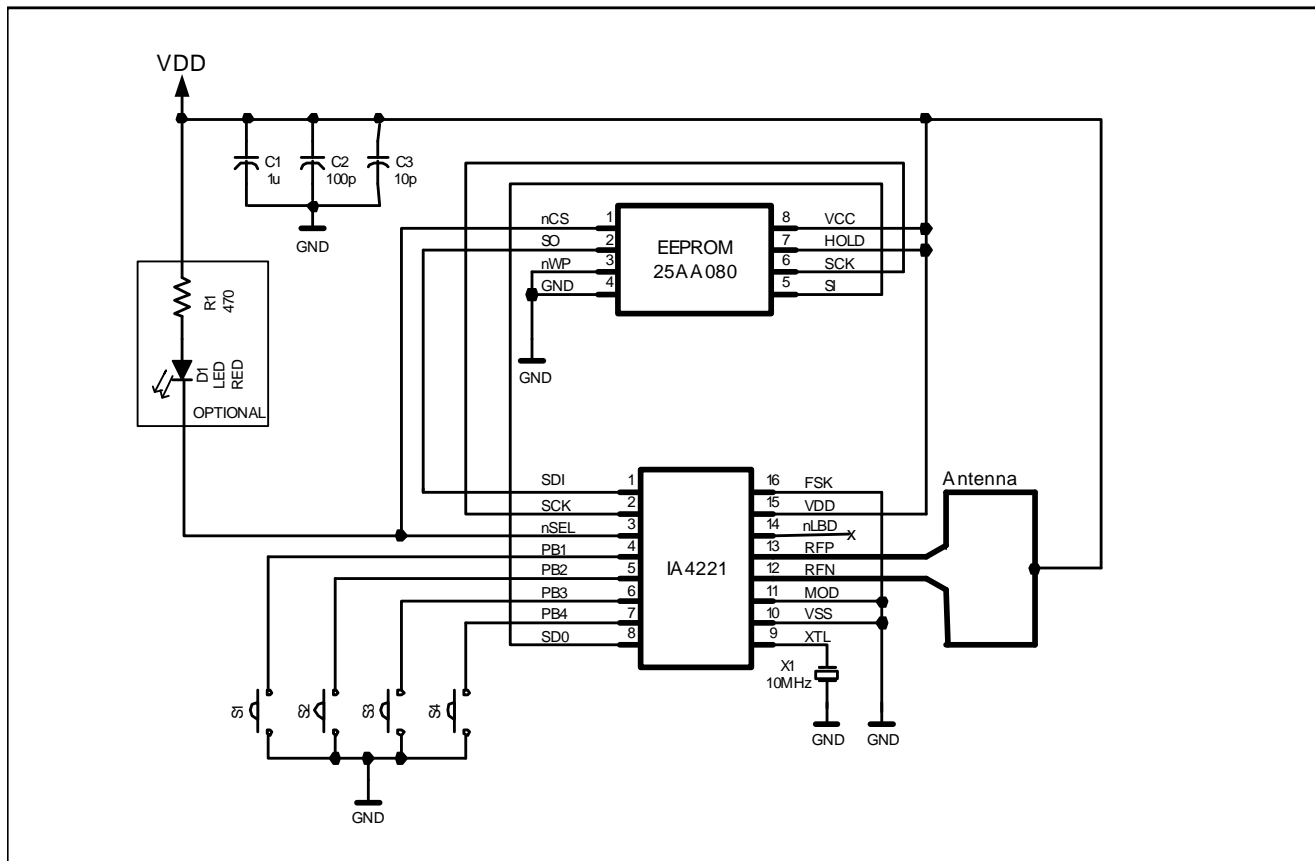 VDD
C1
1u
C2
100p
C3
10p
GND
R1
470
D1
LED
RED
OPTIONAL
nCS
SO
nWP
GND
1
2
3
4
EEPROM
25AA080
8
7
6
5
VCC
HOLD
SCK
SI
GND
SDI
SCK
nSEL
PB1
PB2
PB3
PB4
SD0
1
2
3
4
5
6
7
8
IA4221
16
15
14
13
12
11
10
9
FSK
VDD
nLBD
x
RFP
RFN
MOD
VSS
XTL
Antenna
X1
10MHz
GND
GND
S1
S2
S3
S4
GND